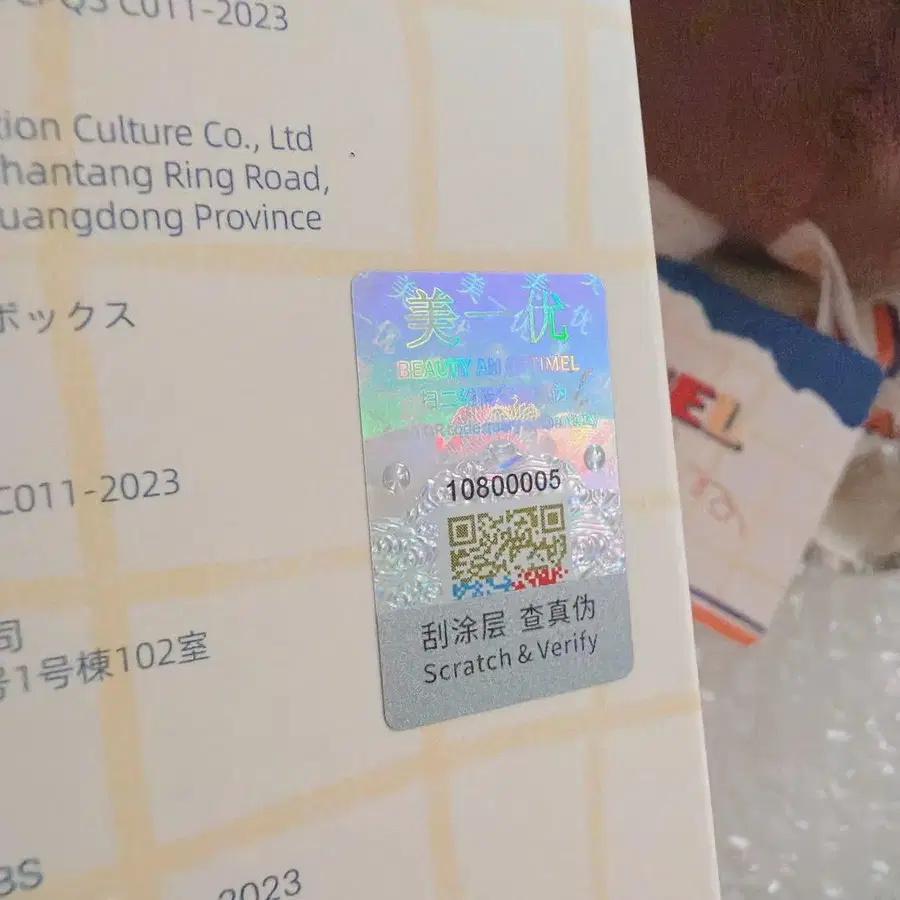 C011-2023
tion Culture Co., Ltd
hantang Ring Road,
uangdong Province
ボックス
C011-2023
司
号1号棟102室
BS
2023
美一优
BEAUTY AN OPTIMEL
10800005
刮涂层 查真伪
Scratch & Verify